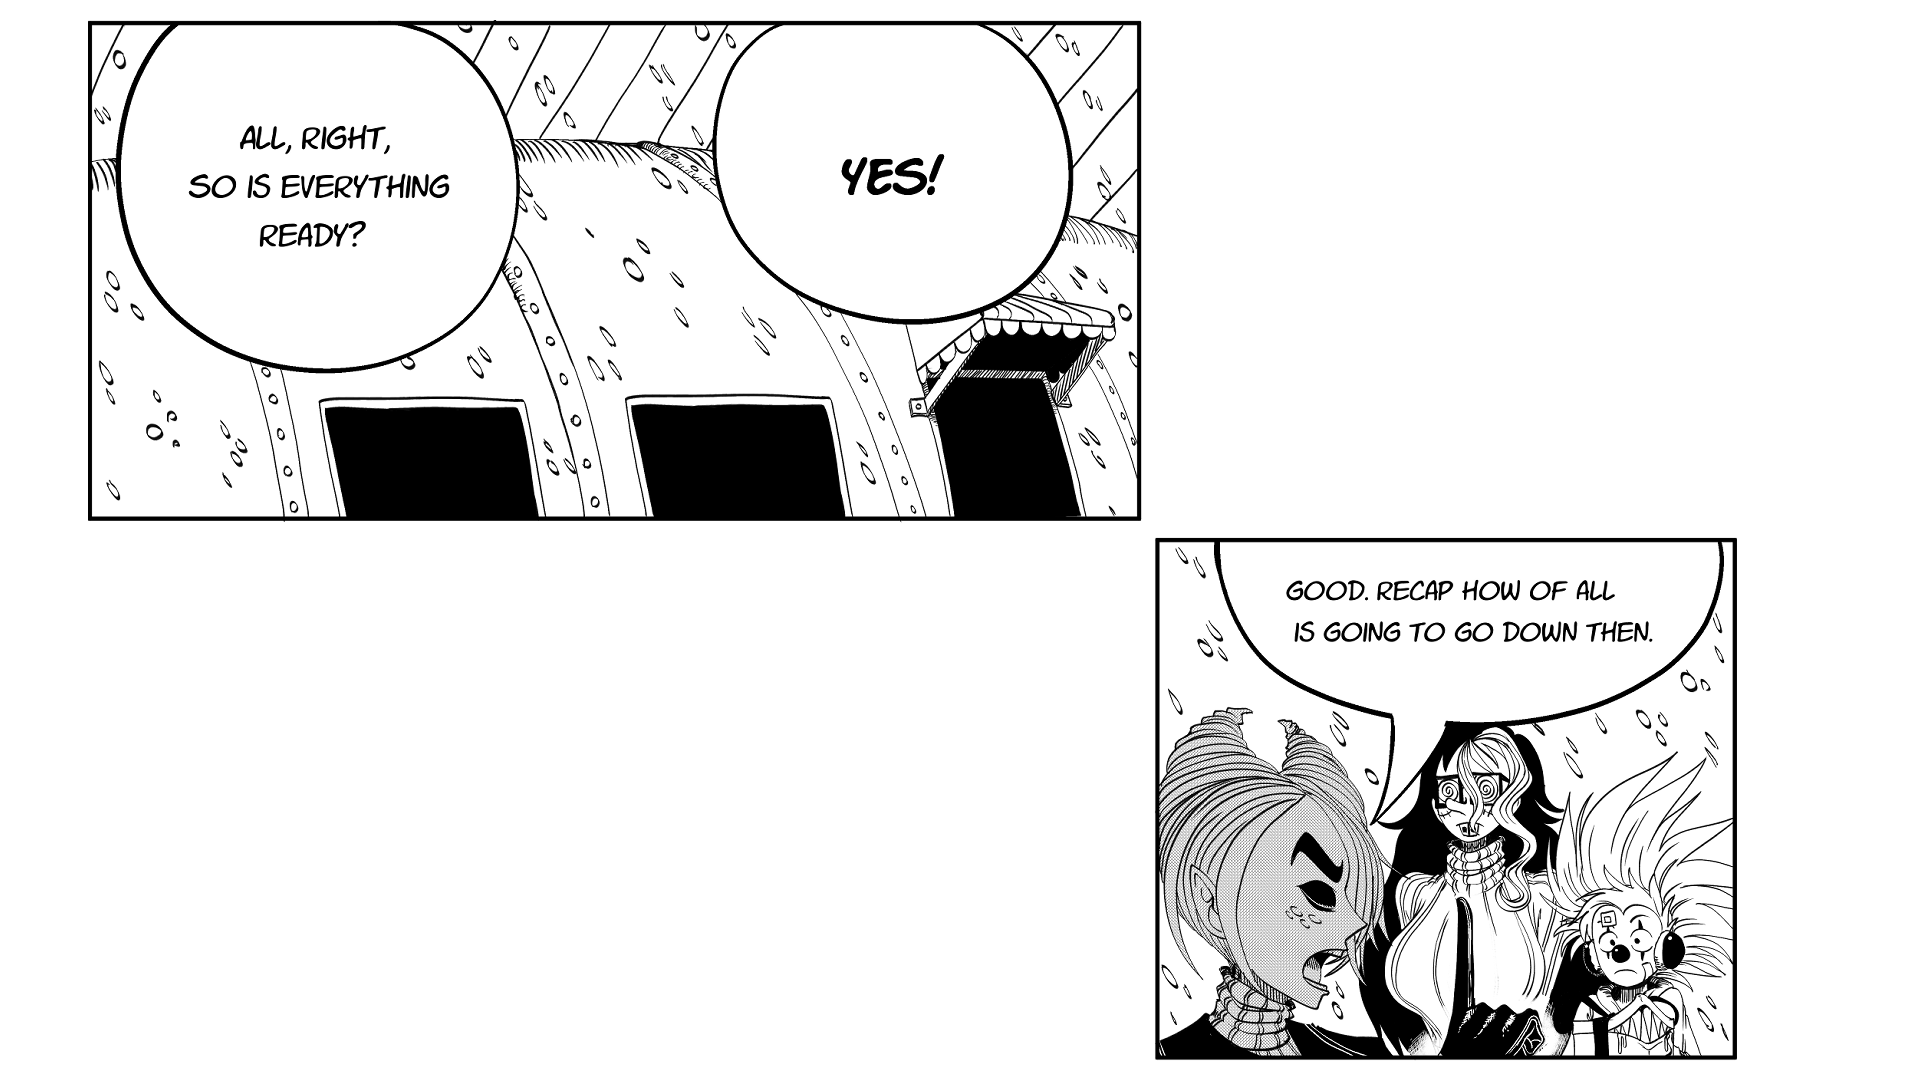 ALL, RIGHT,
SO IS EVERYTHING
READY?
YES!
GOOD. RECAP HOW OF ALL
IS GOING TO GO DOWN THEN.